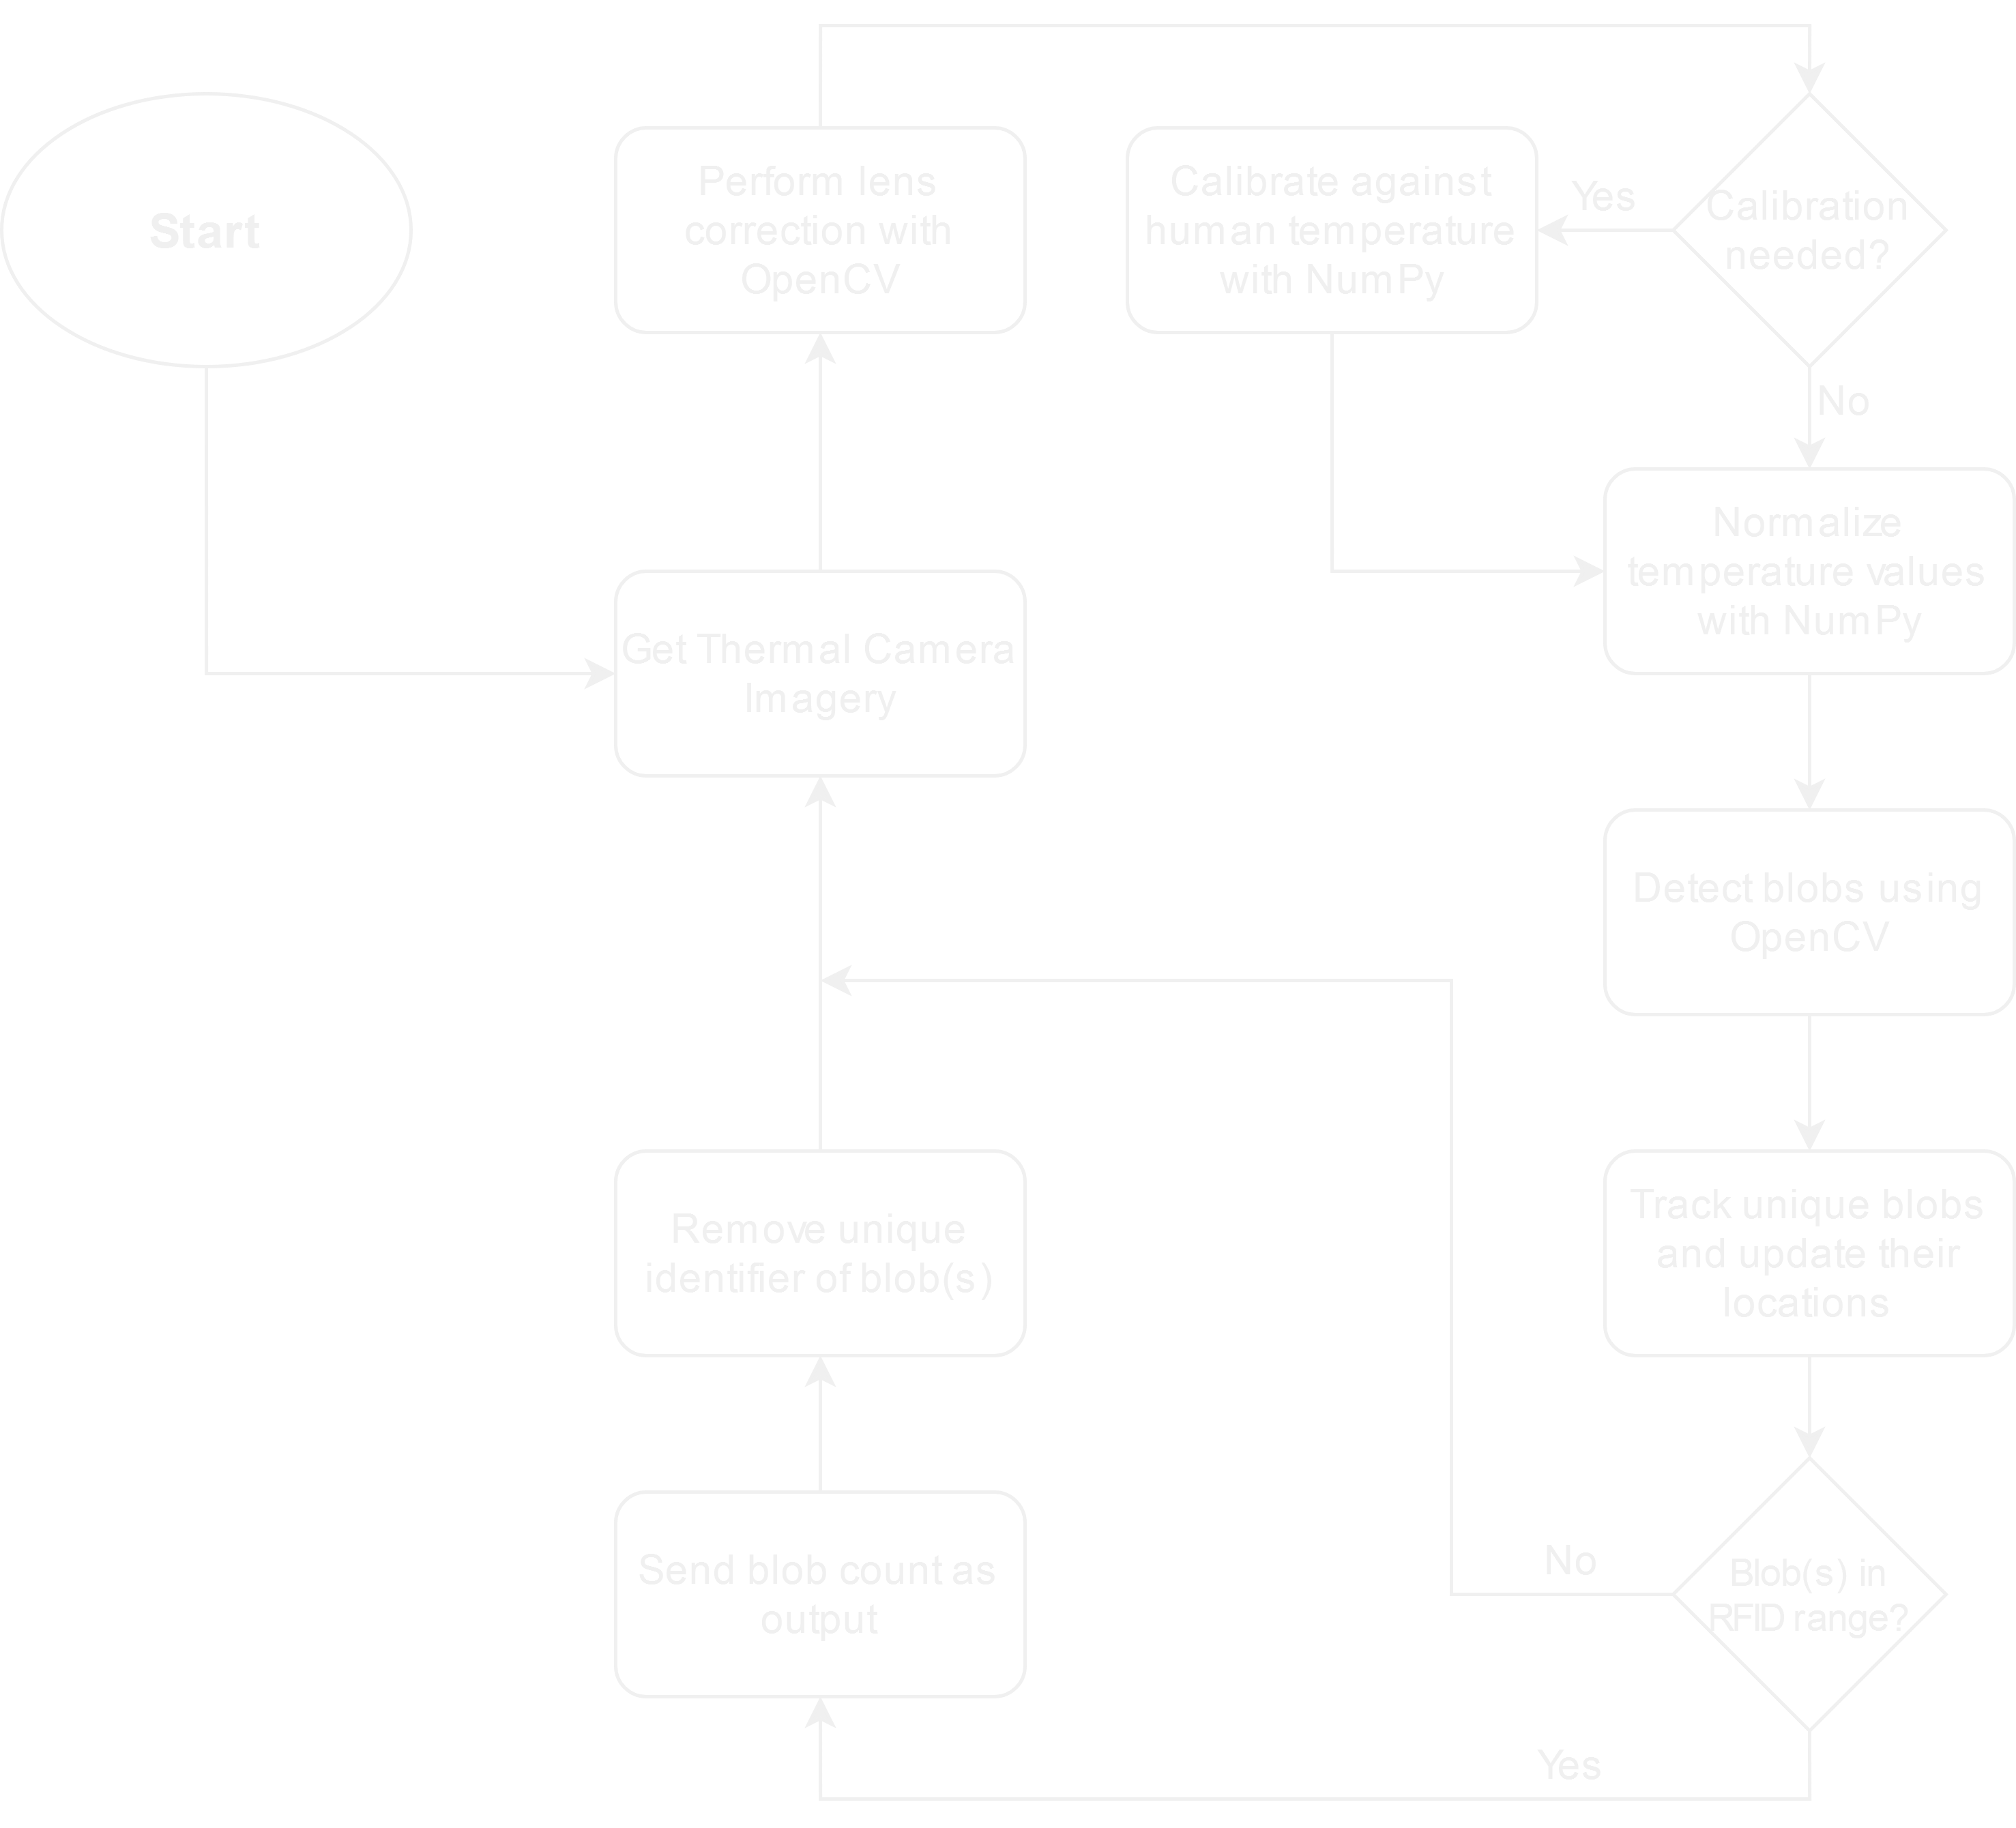 Start
Perform lens
correction with
OpenCV
Calibrate against
human temperature
with NumPy
Yes
Calibration
needed?
No
Normalize
temperature values
with NumPy
Get Thermal Camera
Imagery
Detect blobs using
OpenCV
Remove unique
identifier of blob(s)
Track unique blobs
and update their
locations
Send blob count as
output
No
Blob(s) in
RFID range?
Yes